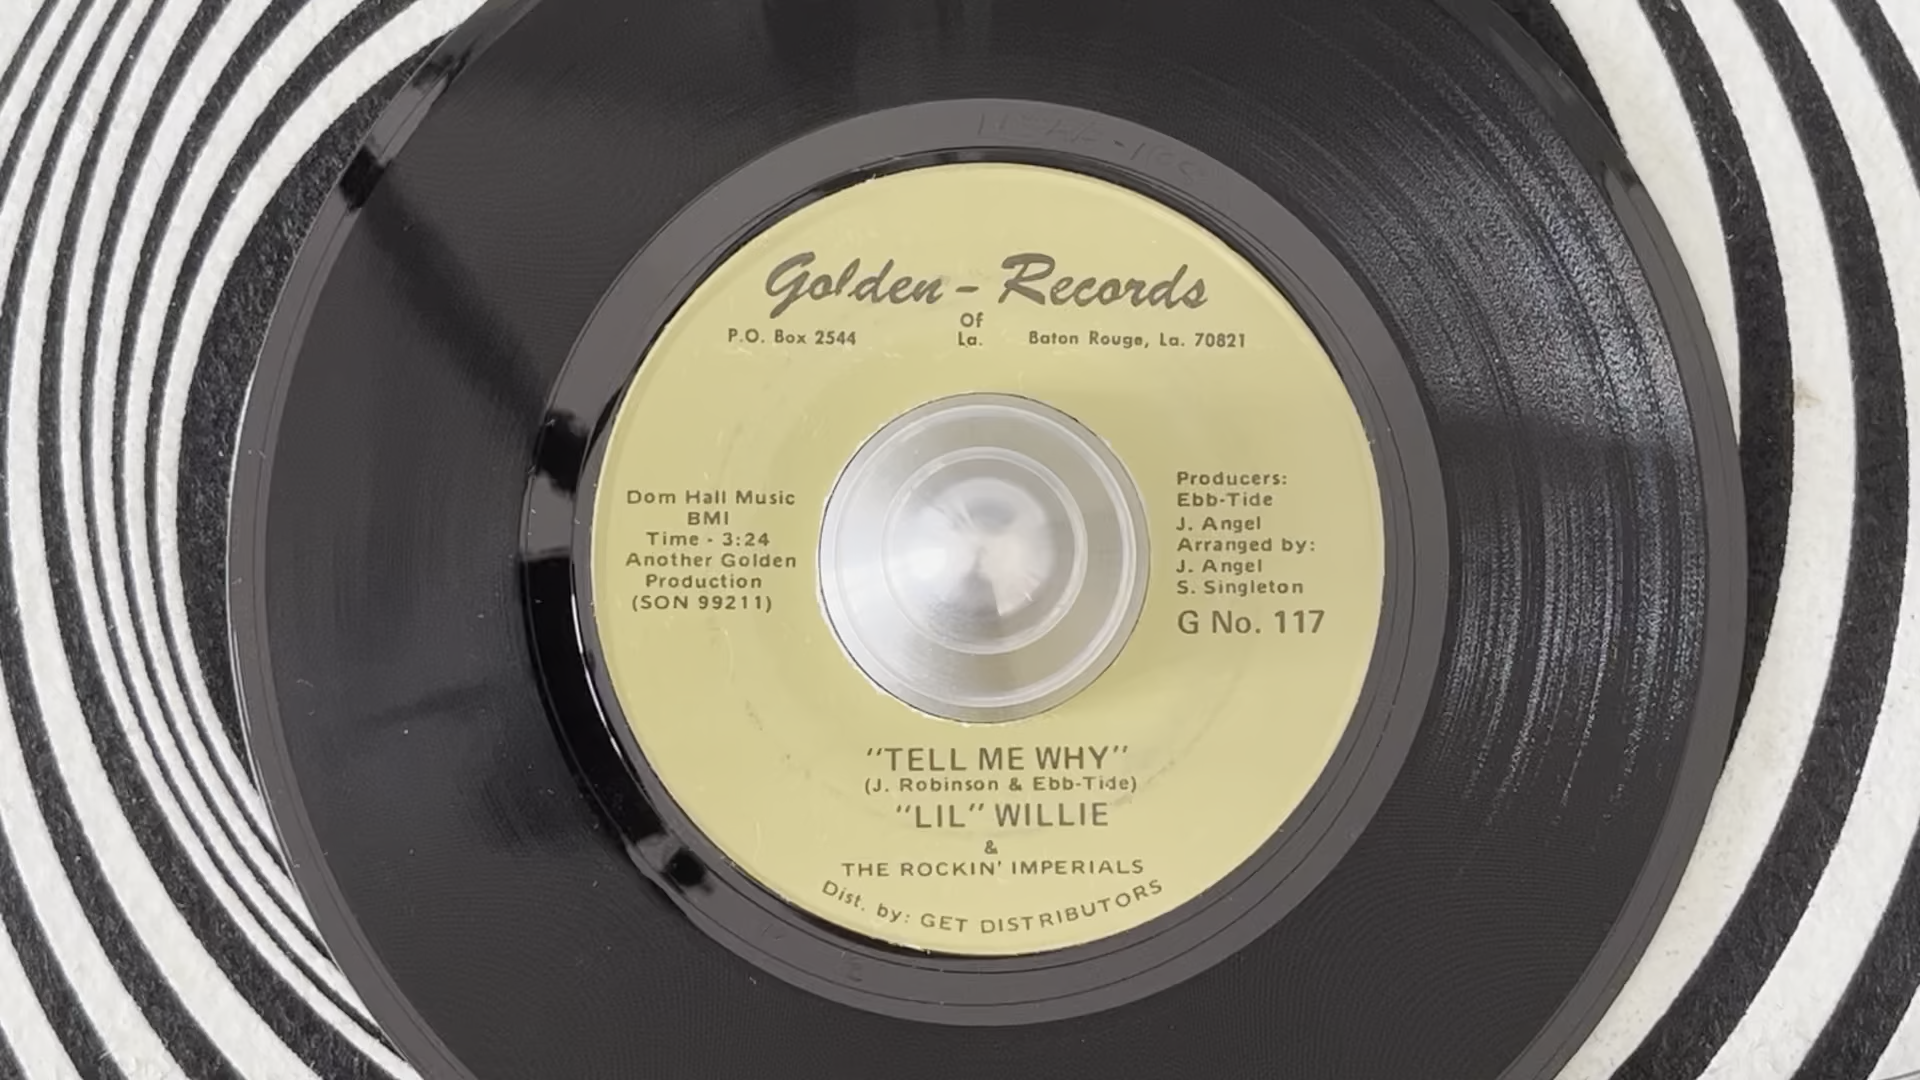 Golden - Records
Of
P.O. Box 2544 La. Baton Rouge, La. 70821
Dom Hall Music
BMI
Time - 3:24
Another Golden
Production
(SON 99211)
Producers:
Ebb-Tide
J. Angel
Arranged by:
J. Angel
S. Singleton
G No. 117
"TELL ME WHY"
(J. Robinson & Ebb-Tide)
"LIL" WILLIE
&
THE ROCKIN' IMPERIALS
Dist. by: GET DISTRIBUTORS